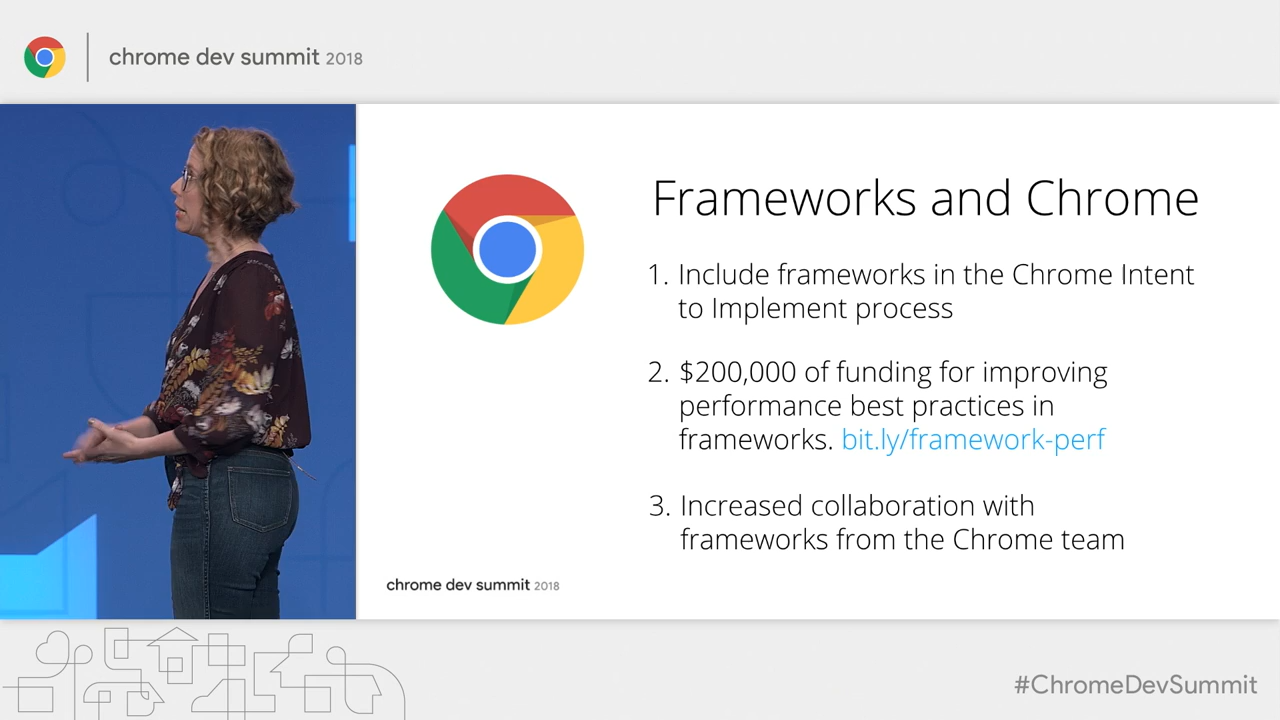 chrome dev summit 2018
Frameworks and Chrome
1. Include frameworks in the Chrome Intent
to Implement process
2. $200,000 of funding for improving
performance best practices in
frameworks. bit.ly/framework-perf
3. Increased collaboration with
frameworks from the Chrome team
chrome dev summit 2018
#ChromeDevSummit